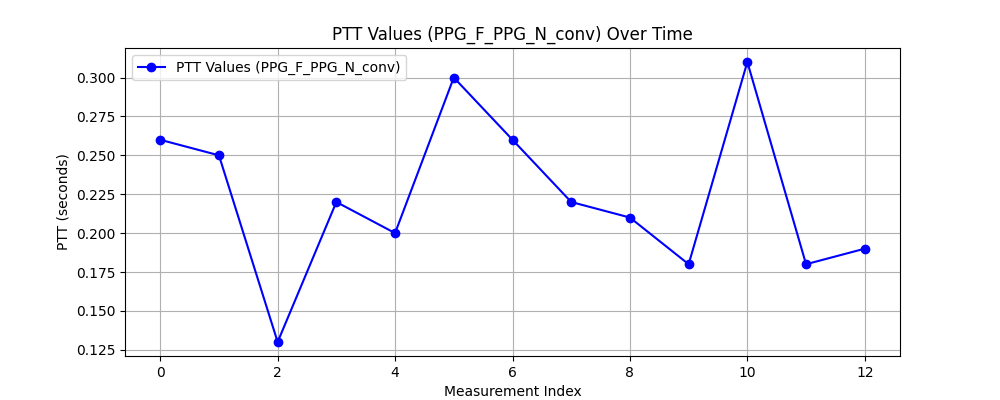 PTT Values (PPG_F_PPG_N_conv) Over Time
PTT Values (PPG_F_PPG_N_conv)
PTT (seconds)
0.300
0.275
0.250
0.225
0.200
0.175
0.150
0.125
0 2 4 6 8 10 12
Measurement Index